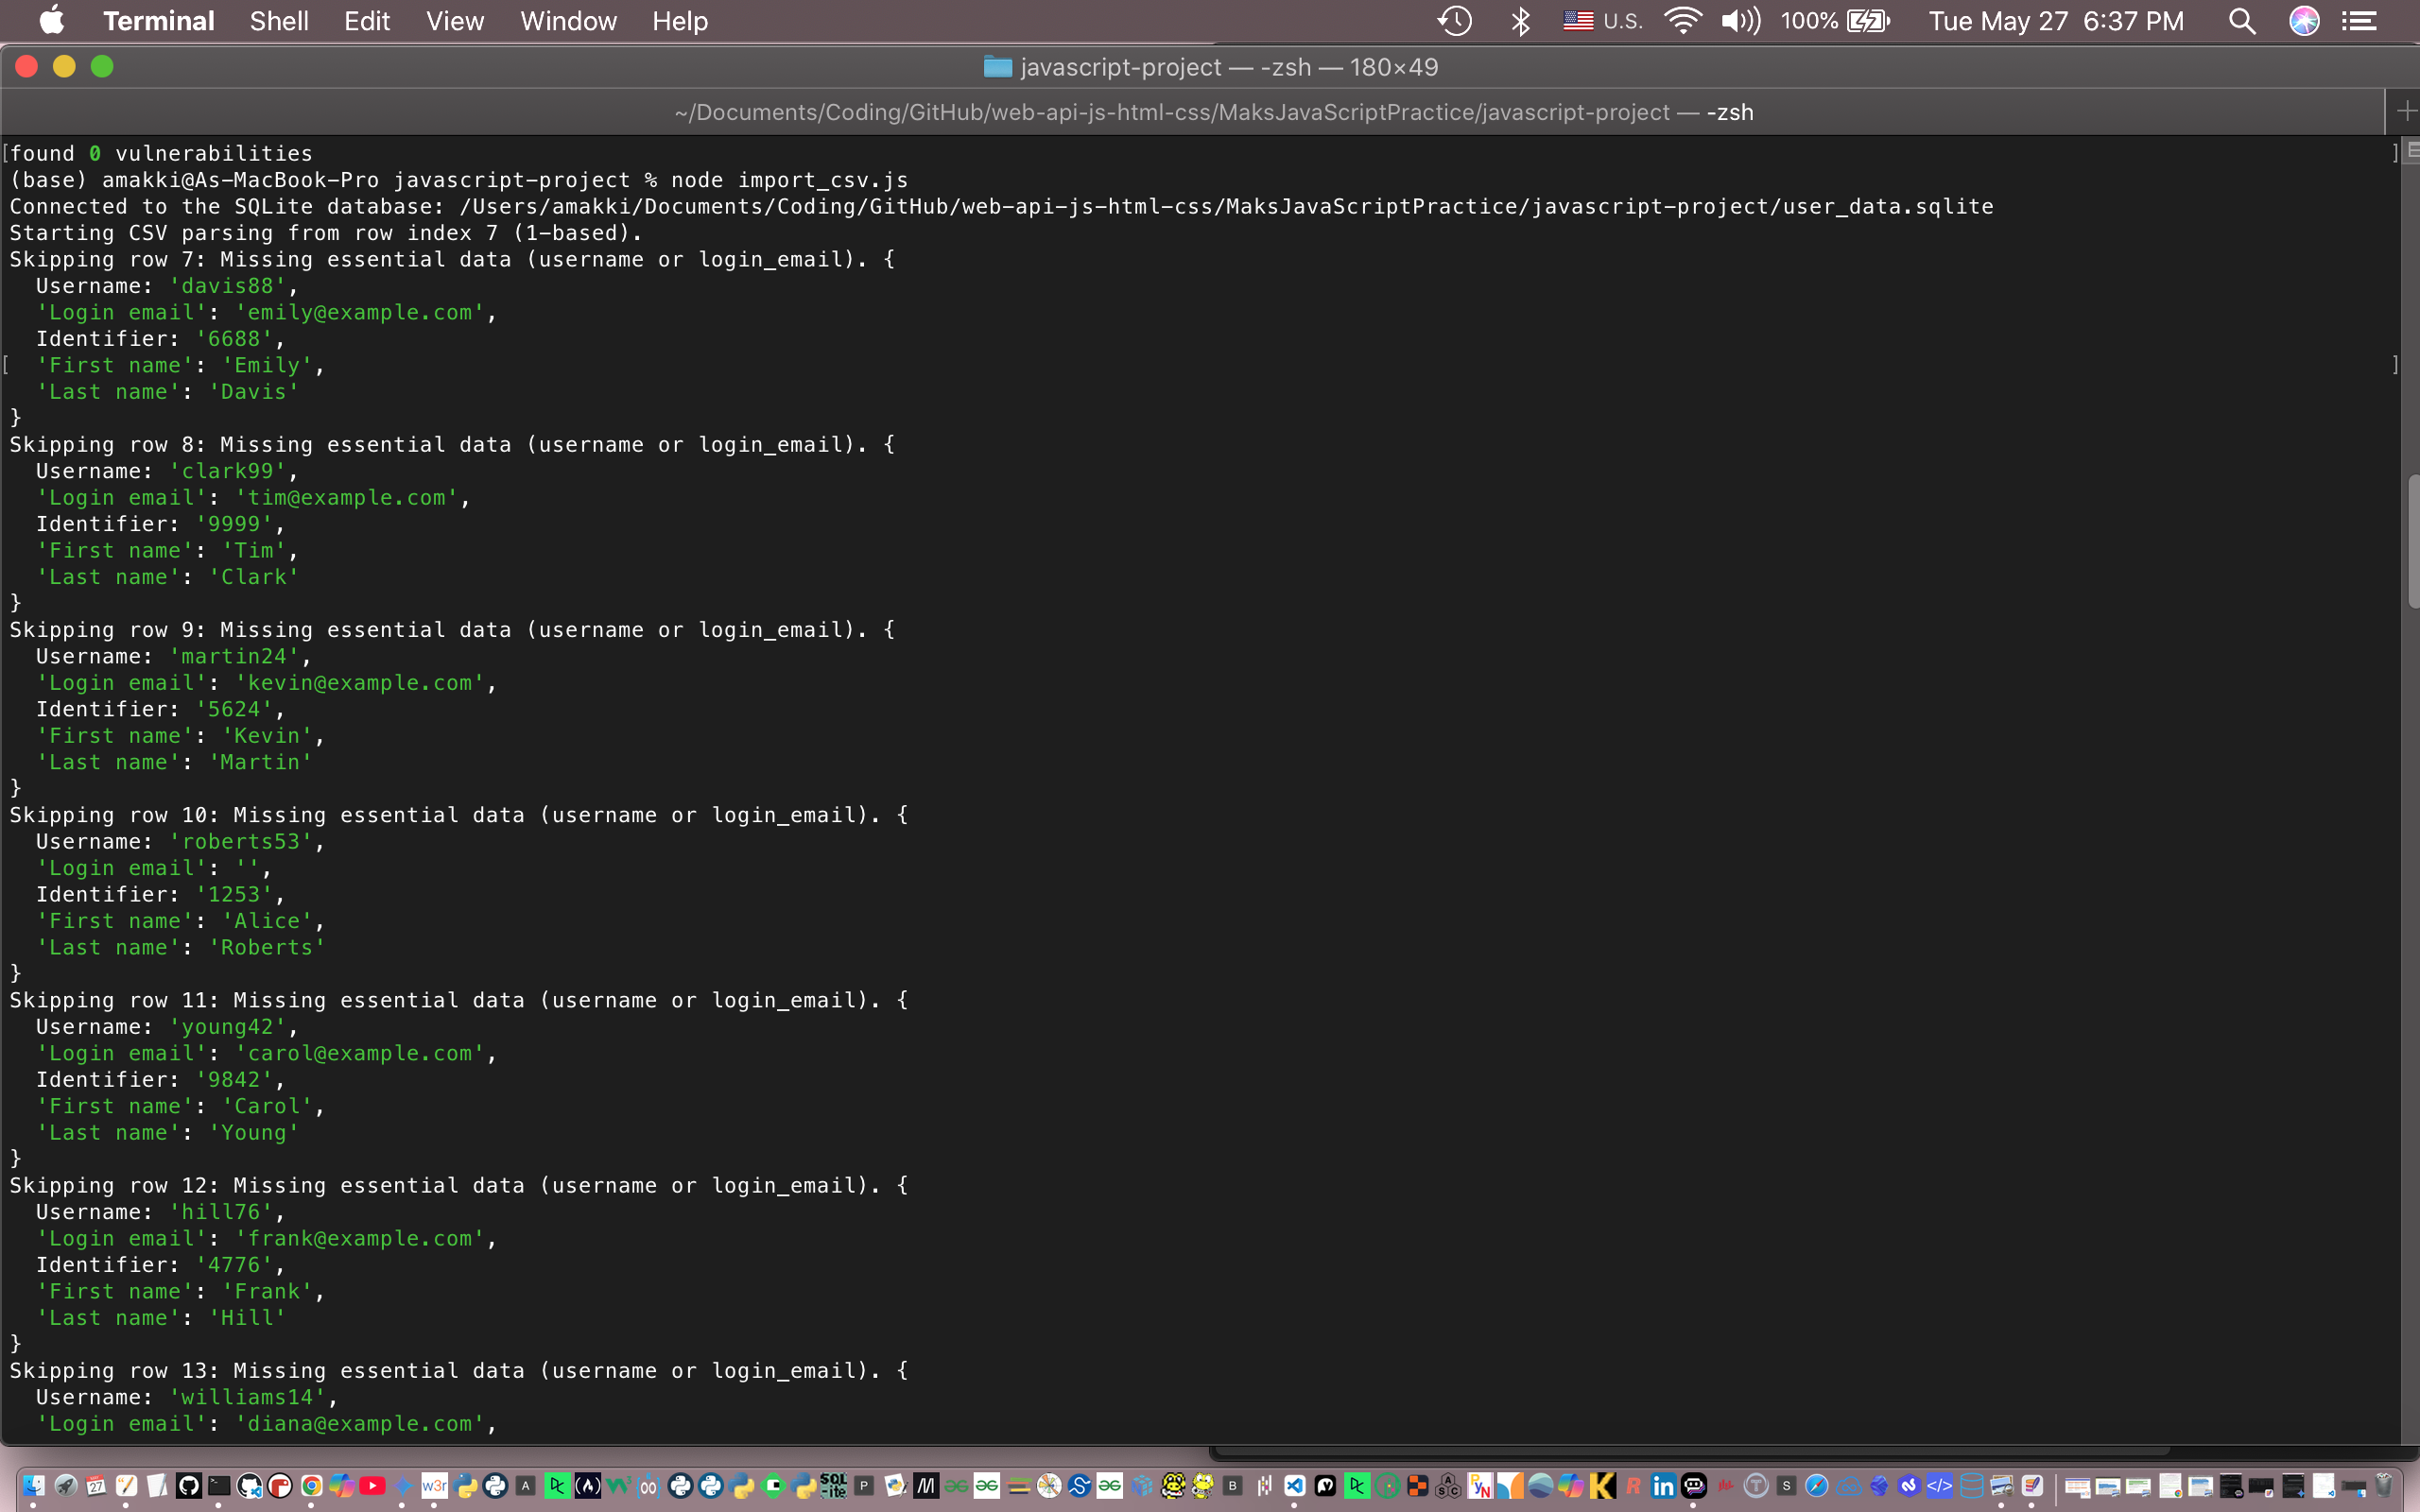 Terminal Shell Edit View Window Help U.S. 100% Tue May 27 6:37 PM
javascript-project — -zsh — 180×49
~/Documents/Coding/GitHub/web-api-js-html-css/MaksJavaScriptPractice/javascript-project — -zsh
[found 0 vulnerabilities ]
(base) amakki@As-MacBook-Pro javascript-project % node import_csv.js
Connected to the SQLite database: /Users/amakki/Documents/Coding/GitHub/web-api-js-html-css/MaksJavaScriptPractice/javascript-project/user_data.sqlite
Starting CSV parsing from row index 7 (1-based).
Skipping row 7: Missing essential data (username or login_email). {
  Username: 'davis88',
  'Login email': 'emily@example.com',
  Identifier: '6688',
[ 'First name': 'Emily', ]
  'Last name': 'Davis'
}
Skipping row 8: Missing essential data (username or login_email). {
  Username: 'clark99',
  'Login email': 'tim@example.com',
  Identifier: '9999',
  'First name': 'Tim',
  'Last name': 'Clark'
}
Skipping row 9: Missing essential data (username or login_email). {
  Username: 'martin24',
  'Login email': 'kevin@example.com',
  Identifier: '5624',
  'First name': 'Kevin',
  'Last name': 'Martin'
}
Skipping row 10: Missing essential data (username or login_email). {
  Username: 'roberts53',
  'Login email': '',
  Identifier: '1253',
  'First name': 'Alice',
  'Last name': 'Roberts'
}
Skipping row 11: Missing essential data (username or login_email). {
  Username: 'young42',
  'Login email': 'carol@example.com',
  Identifier: '9842',
  'First name': 'Carol',
  'Last name': 'Young'
}
Skipping row 12: Missing essential data (username or login_email). {
  Username: 'hill76',
  'Login email': 'frank@example.com',
  Identifier: '4776',
  'First name': 'Frank',
  'Last name': 'Hill'
}
Skipping row 13: Missing essential data (username or login_email). {
  Username: 'williams14',
  'Login email': 'diana@example.com',